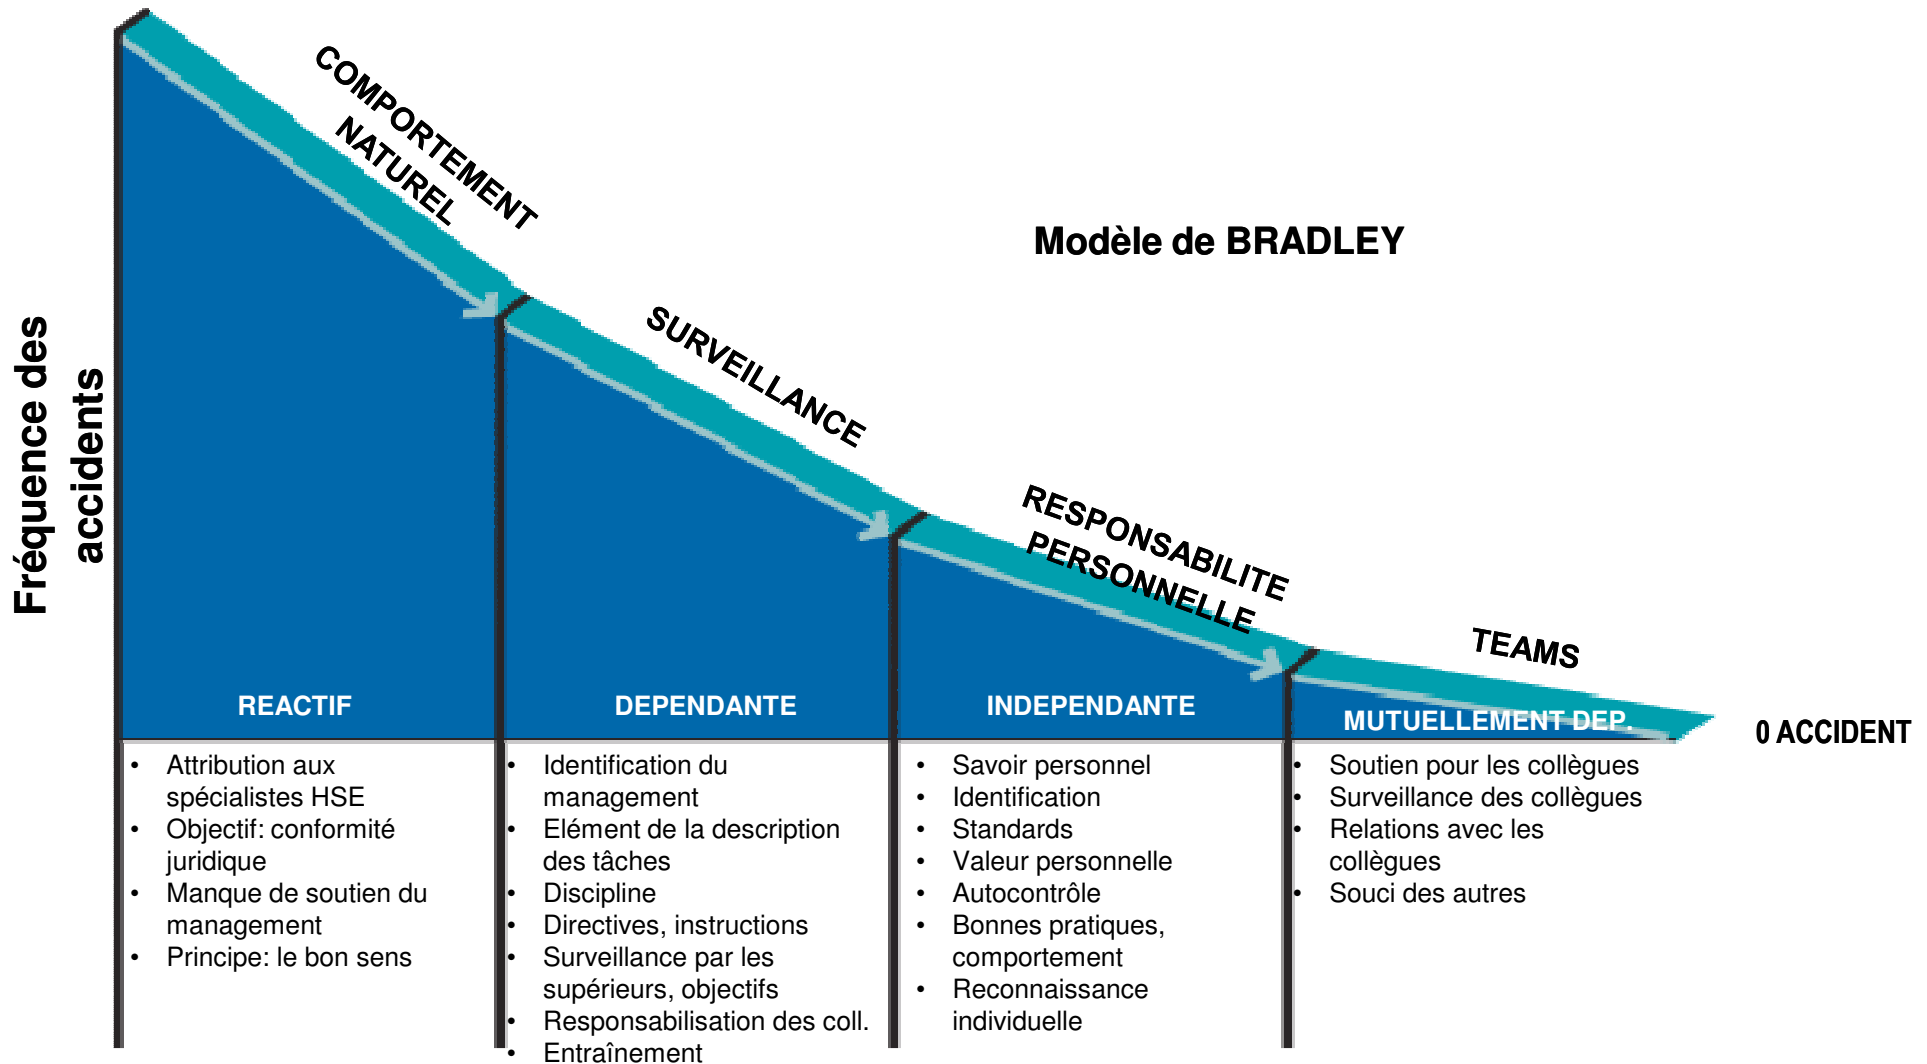 COMPORTEMENT
NATUREL
Modèle de BRADLEY
SURVEILLANCE
Fréquence des
accidents
RESPONSABILITE
PERSONNELLE
TEAMS
REACTIF
DEPENDANTE
INDEPENDANTE
MUTUELLEMENT DEP.
0 ACCIDENT
• Attribution aux
spécialistes HSE
• Objectif: conformité
juridique
• Manque de soutien du
management
• Principe: le bon sens
• Identification du
management
• Elément de la description
des tâches
• Discipline
• Directives, instructions
• Surveillance par les
supérieurs, objectifs
• Responsabilisation des coll.
• Entraînement
• Savoir personnel
• Identification
• Standards
• Valeur personnelle
• Autocontrôle
• Bonnes pratiques,
comportement
• Reconnaissance
individuelle
• Soutien pour les collègues
• Surveillance des collègues
• Relations avec les
collègues
• Souci des autres